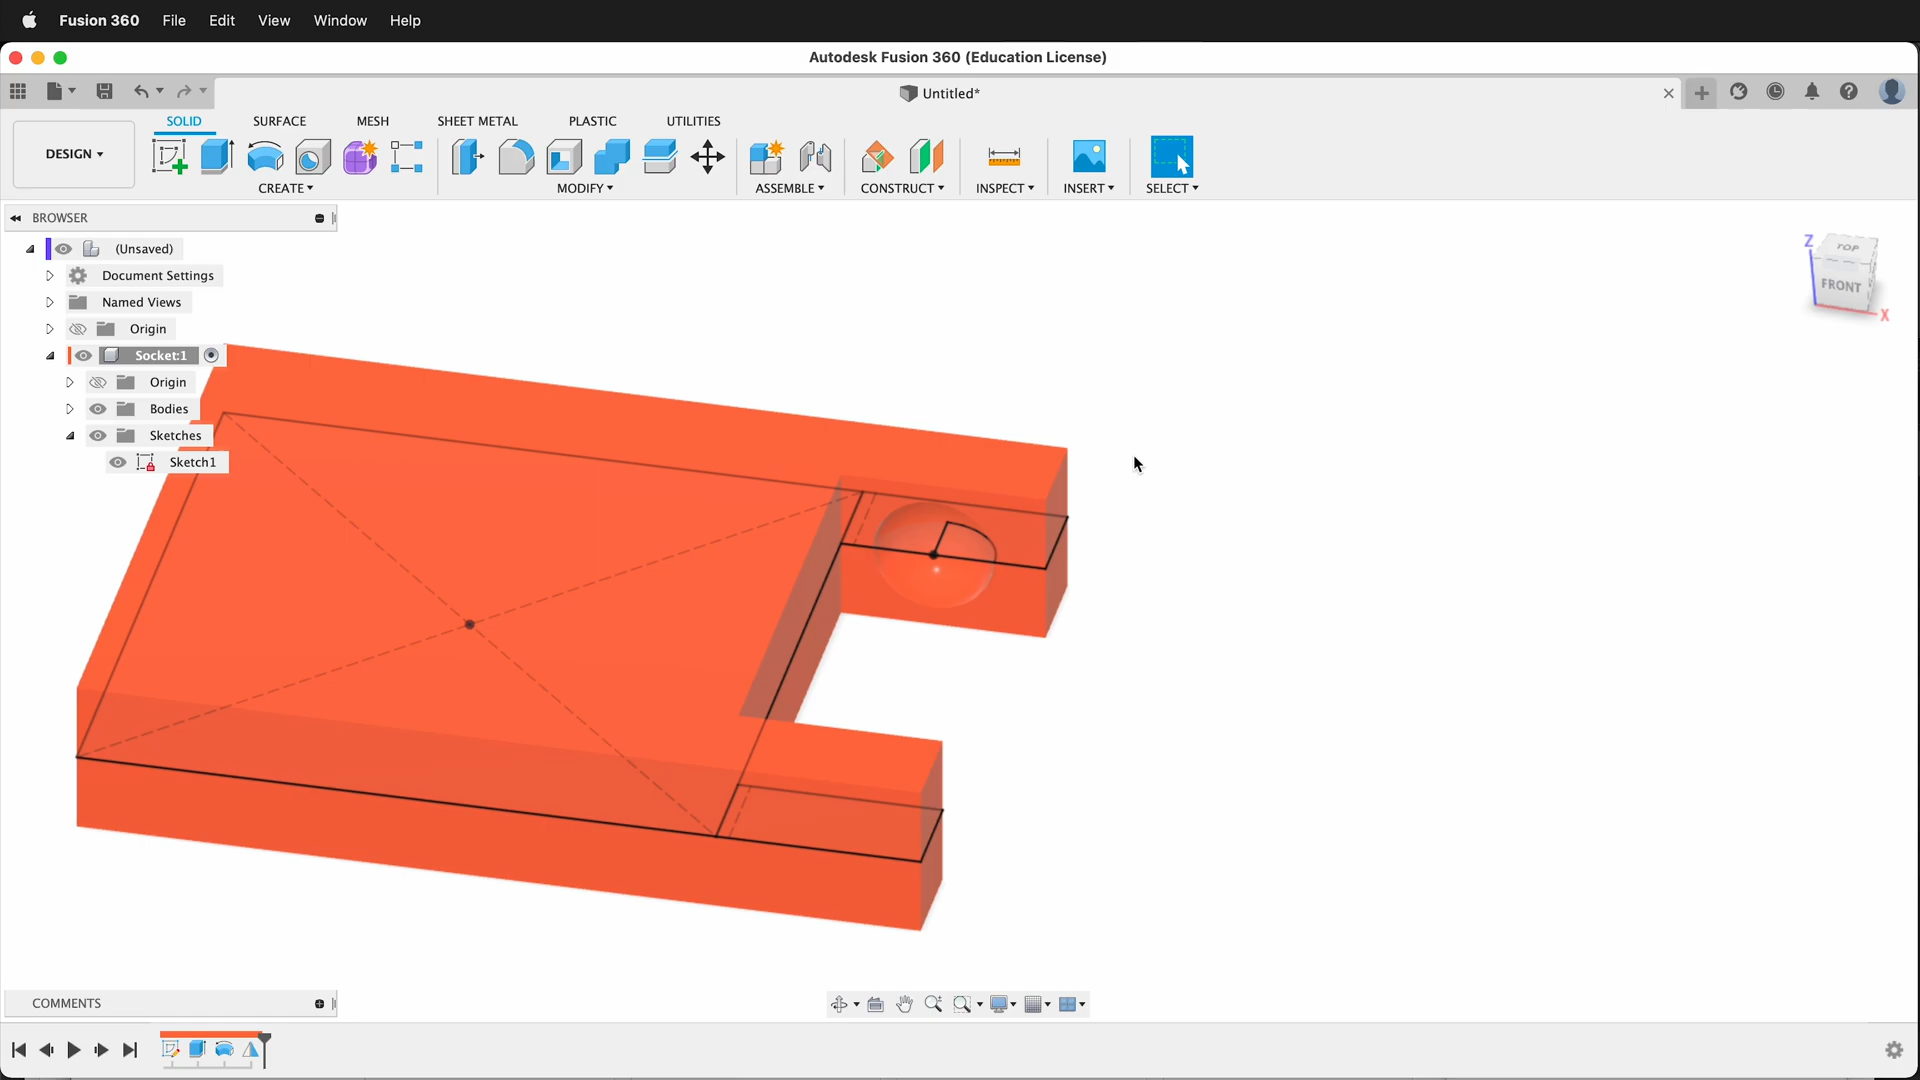 Fusion 360 File Edit View Window Help
Autodesk Fusion 360 (Education License)
Untitled*
SOLID SURFACE MESH SHEET METAL PLASTIC UTILITIES
DESIGN
CREATE MODIFY ASSEMBLE CONSTRUCT INSPECT INSERT SELECT
BROWSER
(Unsaved)
Document Settings
Named Views
Origin
Socket:1
Origin
Bodies
Sketches
Sketch1
Z
TOP
FRONT
X
COMMENTS